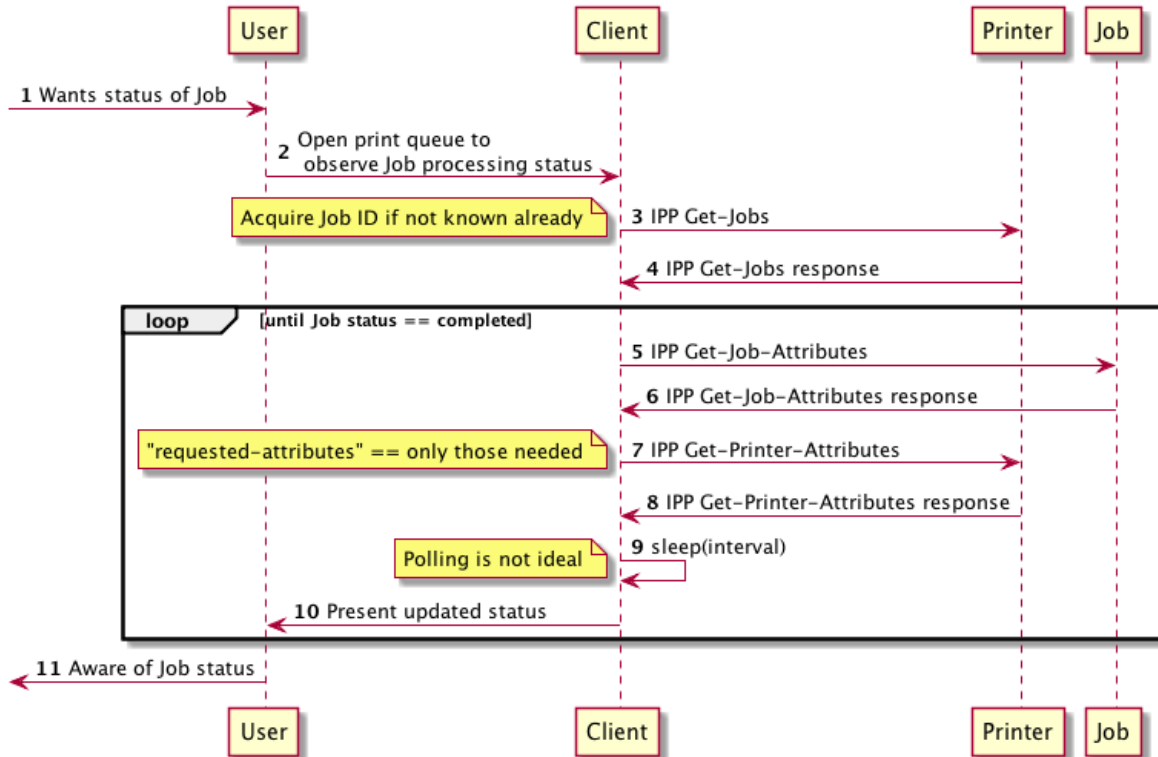 User Client Printer Job
1 Wants status of Job
2 Open print queue to
observe Job processing status
Acquire Job ID if not known already
3 IPP Get-Jobs
4 IPP Get-Jobs response
loop [until Job status == completed]
5 IPP Get-Job-Attributes
6 IPP Get-Job-Attributes response
"requested-attributes" == only those needed
7 IPP Get-Printer-Attributes
8 IPP Get-Printer-Attributes response
Polling is not ideal
9 sleep(interval)
10 Present updated status
11 Aware of Job status
User Client Printer Job